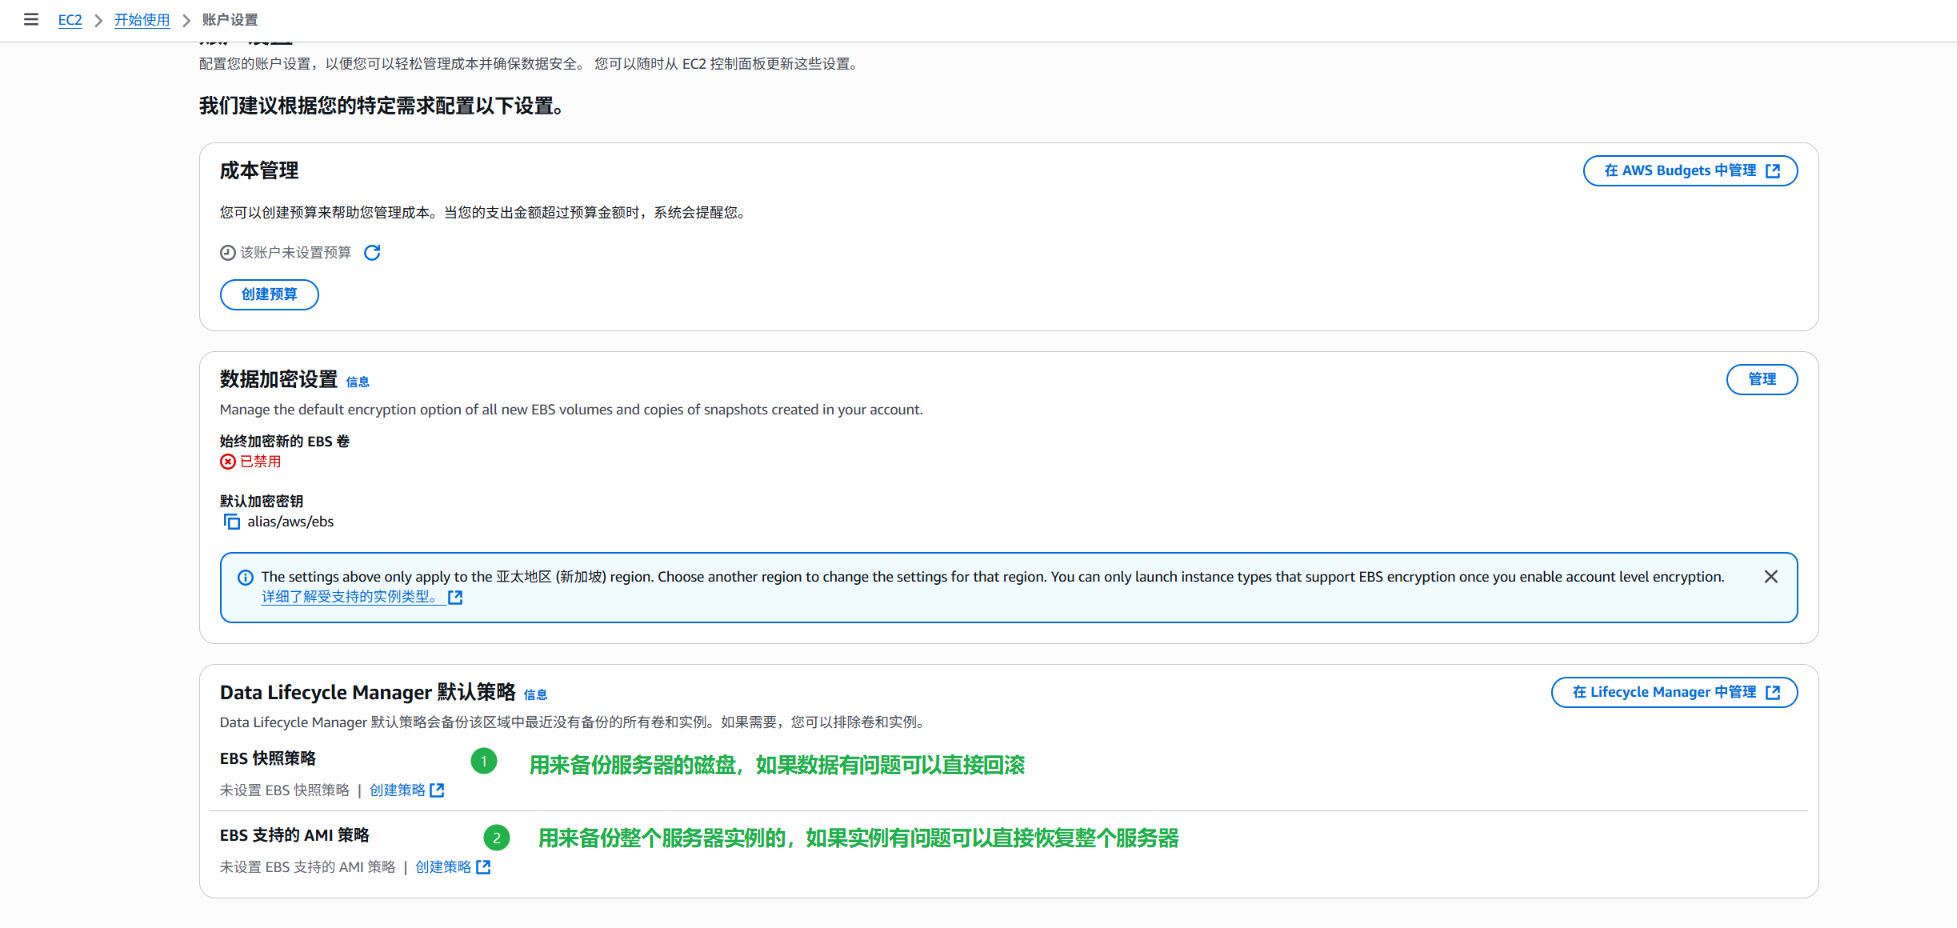 EC2 > 开始使用 > 账户设置
配置您的账户设置，以便您可以轻松管理成本并确保数据安全。 您可以随时从 EC2 控制面板更新这些设置。
我们建议根据您的特定需求配置以下设置。
成本管理
在 AWS Budgets 中管理
您可以创建预算来帮助您管理成本。当您的支出金额超过预算金额时，系统会提醒您。
该账户未设置预算
创建预算
数据加密设置 信息
管理
Manage the default encryption option of all new EBS volumes and copies of snapshots created in your account.
始终加密新的 EBS 卷
已禁用
默认加密密钥
alias/aws/ebs
The settings above only apply to the 亚太地区 (新加坡) region. Choose another region to change the settings for that region. You can only launch instance types that support EBS encryption once you enable account level encryption.
详细了解受支持的实例类型。
Data Lifecycle Manager 默认策略 信息
在 Lifecycle Manager 中管理
Data Lifecycle Manager 默认策略会备份该区域中最近没有备份的所有卷和实例。如果需要，您可以排除卷和实例。
EBS 快照策略
1 用来备份服务器的磁盘，如果数据有问题可以直接回滚
未设置 EBS 快照策略 | 创建策略
EBS 支持的 AMI 策略
2 用来备份整个服务器实例的，如果实例有问题可以直接恢复整个服务器
未设置 EBS 支持的 AMI 策略 | 创建策略